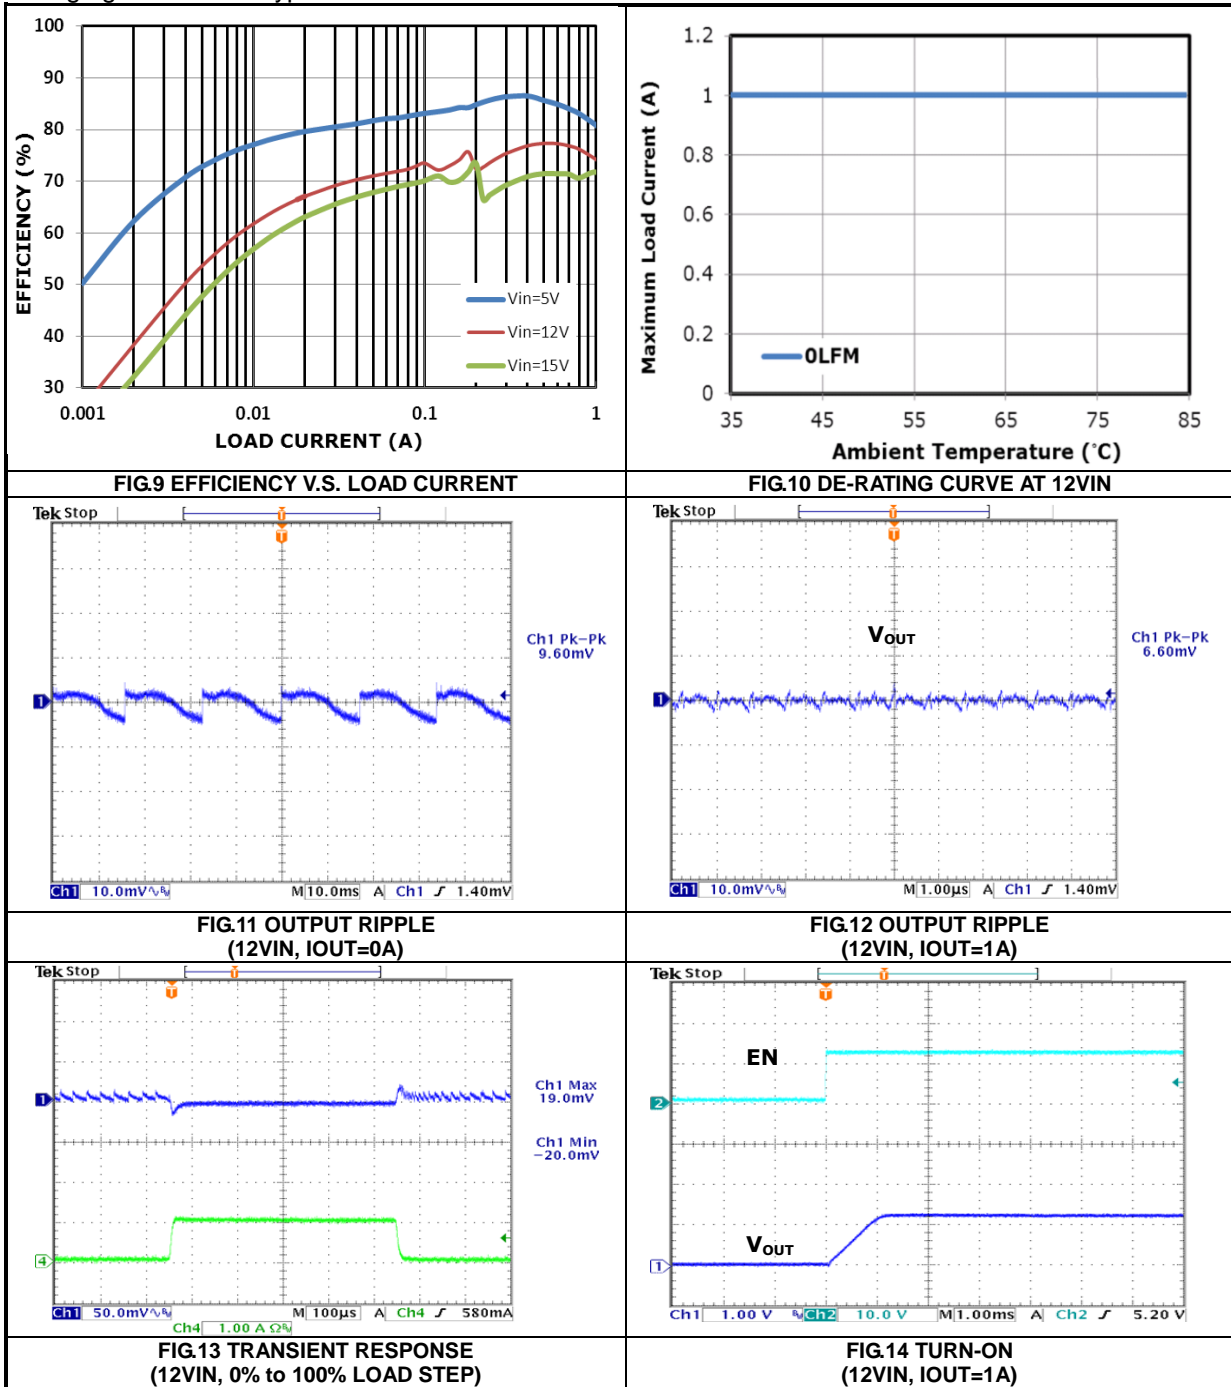 100
90
80
70
60
50
40
30
EFFICIENCY (%)
Vin=5V
Vin=12V
Vin=15V
0.001
0.01
0.1
1
LOAD CURRENT (A)
1.2
1
0.8
0.6
0.4
0.2
0
Maximum Load Current (A)
0LFM
35
45
55
65
75
85
Ambient Temperature (°C)
FIG.9 EFFICIENCY V.S. LOAD CURRENT
FIG.10 DE-RATING CURVE AT 12VIN
Tek Stop
T
T
1
Ch1 Pk-Pk
9.60mV
Ch1 10.0mV M 10.0ms A Ch1 1.40mV
Tek Stop
T
T
VOUT
1
Ch1 Pk-Pk
6.60mV
Ch1 10.0mV M 1.00µs A Ch1 1.40mV
FIG.11 OUTPUT RIPPLE
(12VIN, IOUT=0A)
FIG.12 OUTPUT RIPPLE
(12VIN, IOUT=1A)
Tek Stop
T
T
1
Ch1 Max
19.0mV
Ch1 Min
-20.0mV
4
Ch1 50.0mV M 100µs A Ch4 580mA
Ch4 1.00 A Ω
Tek Stop
T
T
EN
2
VOUT
1
Ch1 1.00 V Ch2 10.0 V M 1.00ms A Ch2 5.20 V
FIG.13 TRANSIENT RESPONSE
(12VIN, 0% to 100% LOAD STEP)
FIG.14 TURN-ON
(12VIN, IOUT=1A)